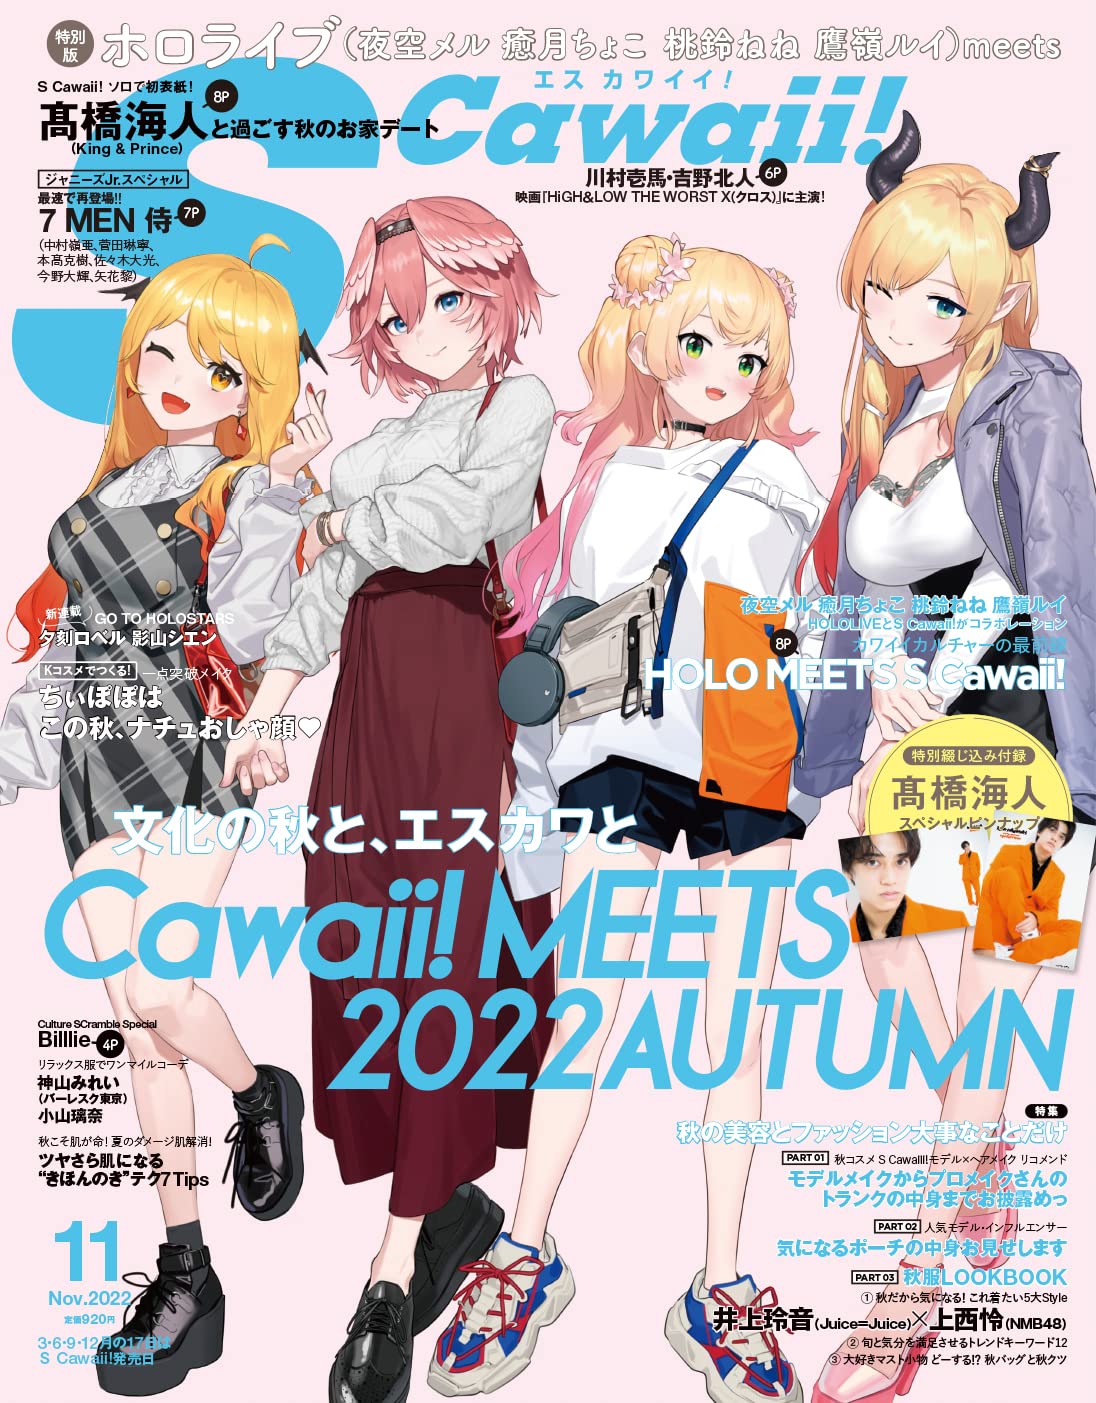 特別版
ホロライブ(夜空メル 癒月ちょこ 桃鈴ねね 鷹嶺ルイ)meets
S Cawaii!
エス カワイイ!
S Cawaii! ソロで初表紙!
髙橋海人と過ごす秋のお家デート
8P
(King & Prince)
ジャニーズJr.スペシャル
最速で再登場!!
7 MEN 侍
7P
(中村嶺亜、菅田琳寧、
本髙克樹、佐々木大光、
今野大輝、矢花黎)
川村壱馬・吉野北人
6P
映画『HiGH&LOW THE WORST X(クロス)』に主演!
新連載
GO TO HOLOSTARS
夕刻ロベル 影山シエン
Kコスメでつくる!
一点突破メイク
ちぃぽぽは
この秋、ナチュおしゃ顔♥
夜空メル 癒月ちょこ 桃鈴ねね 鷹嶺ルイ
HOLOLIVEとS Cawaii!がコラボレーション
8P
カワイイカルチャーの最前線
HOLO MEETS S Cawaii!
特別綴じ込み付録
髙橋海人
スペシャルピンナップ
文化の秋と、エスカワと
Cawaii! MEETS
2022 AUTUMN
Culture SCramble Special
Billlie
4P
リラックス服でワンマイルコーデ
神山みれい
(バーレスク東京)
小山璃奈
秋こそ肌が命! 夏のダメージ肌解消!
ツヤさら肌になる
“きほんのき”テク7 Tips
11
Nov.2022
定価920円
3・6・9・12月の17日は
S Cawaii!発売日
特集
秋の美容とファッション大事なことだけ
PART 01
秋コスメ S Cawaiii!モデル×ヘアメイク リコメンド
モデルメイクからプロメイクさんの
トランクの中身までお披露めっ
PART 02
人気モデル・インフルエンサー
気になるポーチの中身お見せします
PART 03
秋服LOOKBOOK
① 秋だから気になる! これ着たい5大Style
井上玲音(Juice=Juice)×上西怜(NMB48)
② 旬と気分を満足させるトレンドキーワード12
③ 大好きマスト小物 どーする!? 秋バッグと秋クツ